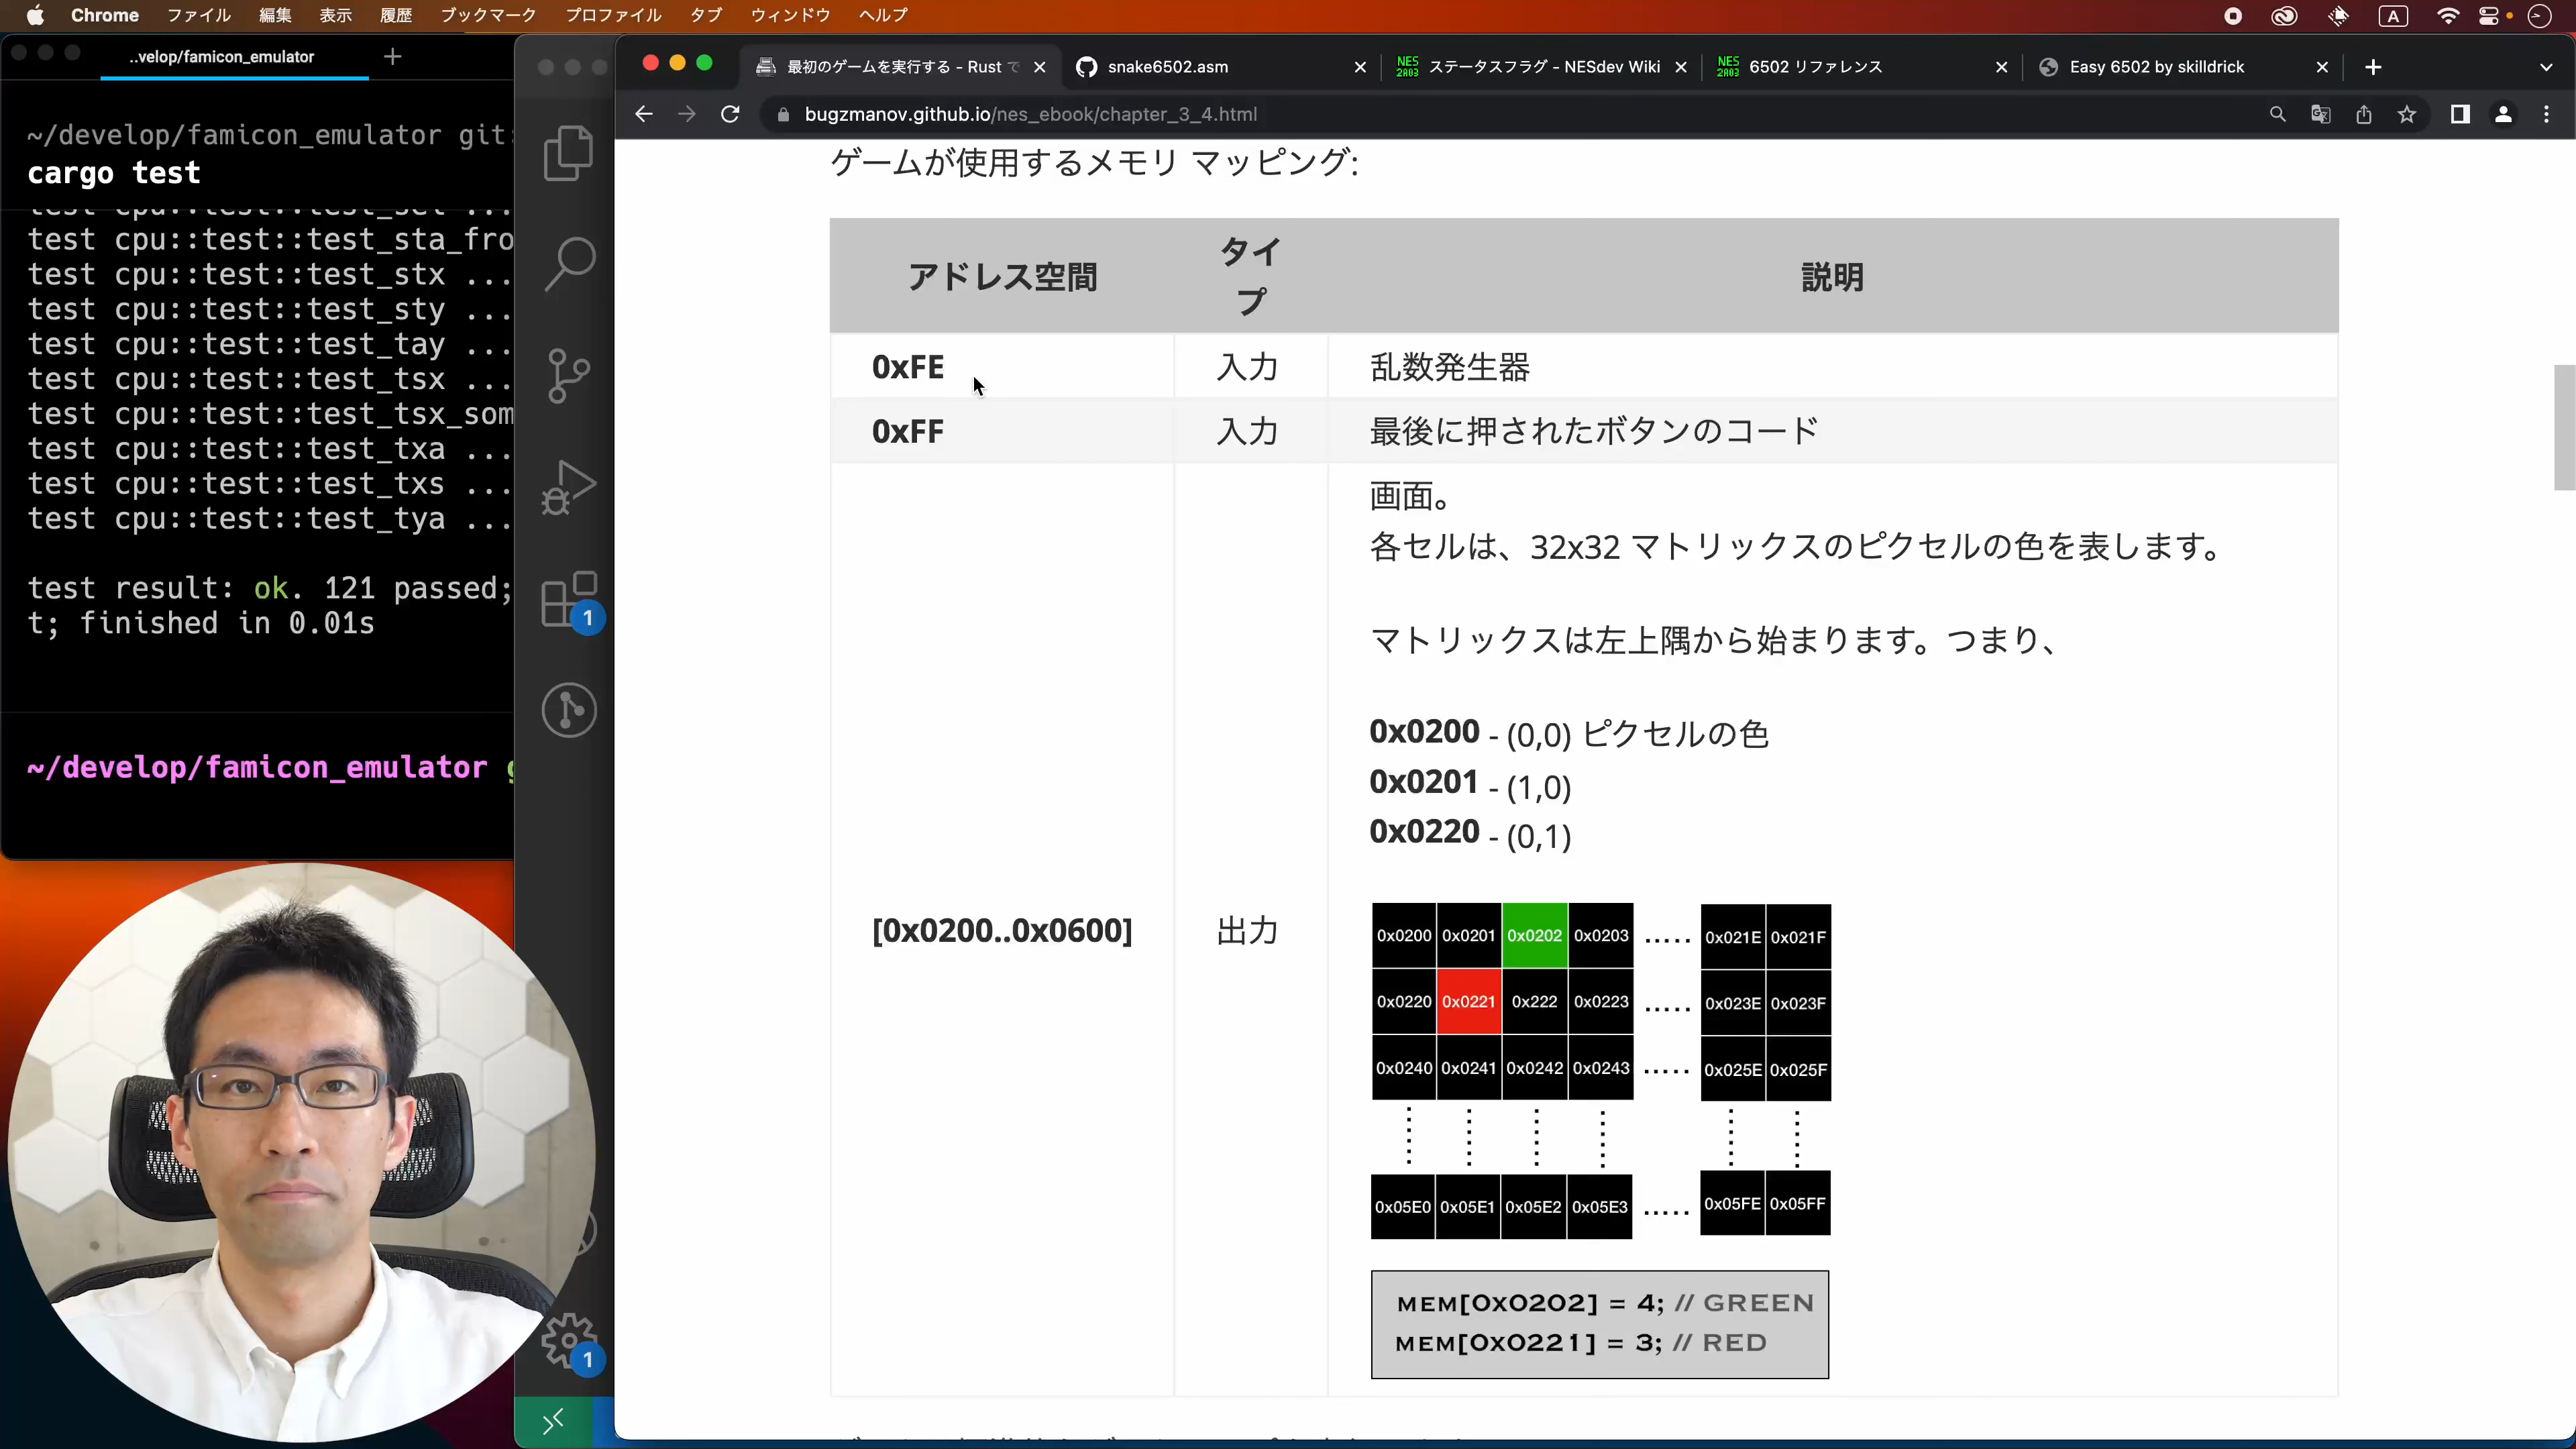 Chrome ファイル 編集 表示 履歴 ブックマーク プロファイル タブ ウィンドウ ヘルプ A
..velop/famicon_emulator
~/develop/famicon_emulator git:
cargo test
test cpu::test::test_sta_fro
test cpu::test::test_stx ...
test cpu::test::test_sty ...
test cpu::test::test_tay ...
test cpu::test::test_tsx ...
test cpu::test::test_tsx_som
test cpu::test::test_txa ...
test cpu::test::test_txs ...
test cpu::test::test_tya ...
test result: ok. 121 passed;
t; finished in 0.01s
~/develop/famicon_emulator g
1
1
最初のゲームを実行する - Rust で
snake6502.asm
NES 2A03 ステータスフラグ - NESdev Wiki
NES 2A03 6502 リファレンス
Easy 6502 by skilldrick
bugzmanov.github.io/nes_ebook/chapter_3_4.html
ゲームが使用するメモリ マッピング:
アドレス空間 タイプ 説明
0xFE 入力 乱数発生器
0xFF 入力 最後に押されたボタンのコード
[0x0200..0x0600] 出力
画面。
各セルは、32x32 マトリックスのピクセルの色を表します。
マトリックスは左上隅から始まります。つまり、
0x0200 - (0,0) ピクセルの色
0x0201 - (1,0)
0x0220 - (0,1)
0x0200 0x0201 0x0202 0x0203 ..... 0x021E 0x021F
0x0220 0x0221 0x222 0x0223 ..... 0x023E 0x023F
0x0240 0x0241 0x0242 0x0243 ..... 0x025E 0x025F
0x05E0 0x05E1 0x05E2 0x05E3 ..... 0x05FE 0x05FF
MEM[0X0202] = 4; // GREEN
MEM[0X0221] = 3; // RED